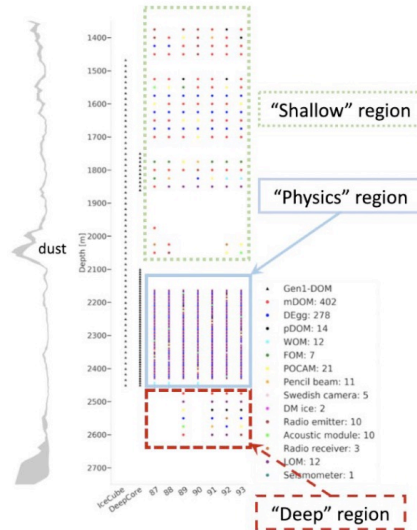 1400
1500
1600
1700
1800
1900
2000
2100
2200
2300
2400
2500
2600
2700
Depth [m]
dust
IceCube
DeepCore
87
88
89
90
91
92
93
“Shallow” region
“Physics” region
Gen1-DOM
mDOM: 402
DEgg: 278
pDOM: 14
WOM: 12
FOM: 7
POCAM: 21
Pencil beam: 11
Swedish camera: 5
DM ice: 2
Radio emitter: 10
Acoustic module: 10
Radio receiver: 3
LOM: 12
Seismometer: 1
“Deep” region